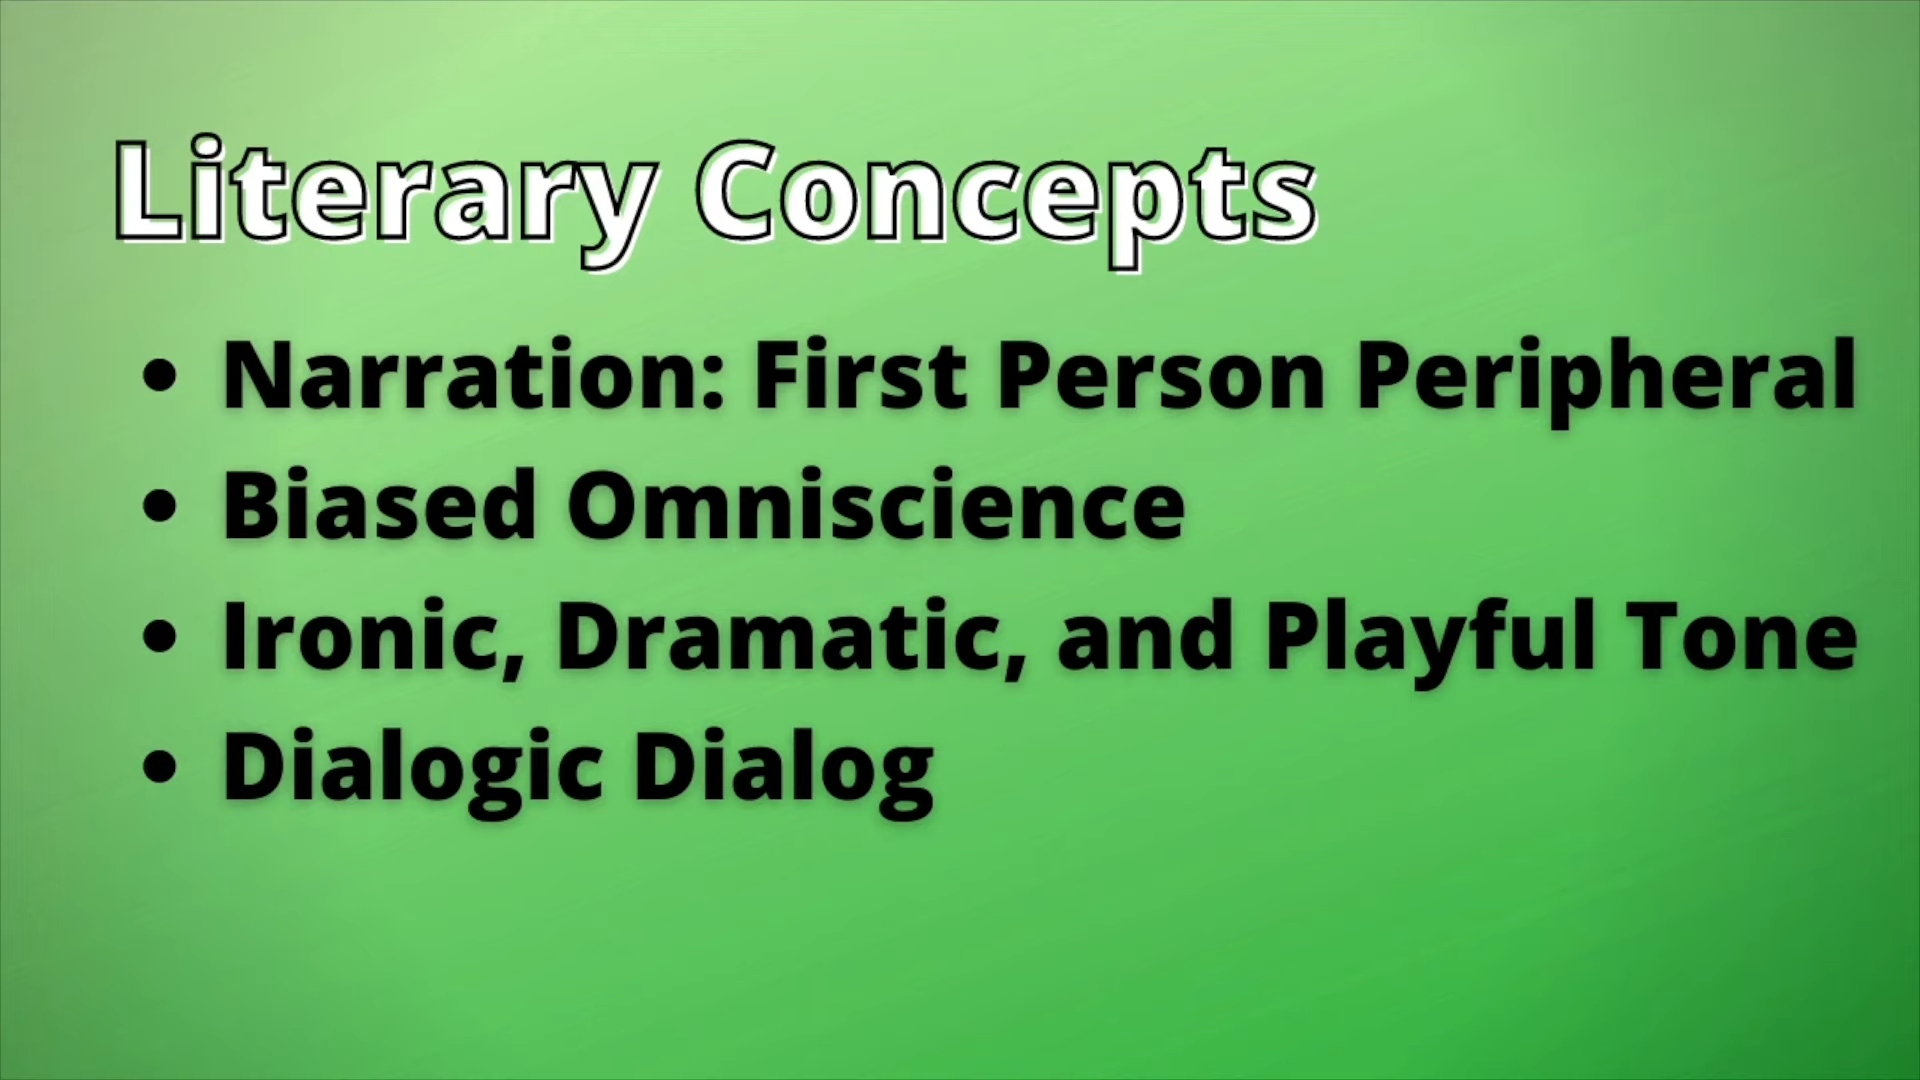 Literary Concepts
• Narration: First Person Peripheral
• Biased Omniscience
• Ironic, Dramatic, and Playful Tone
• Dialogic Dialog